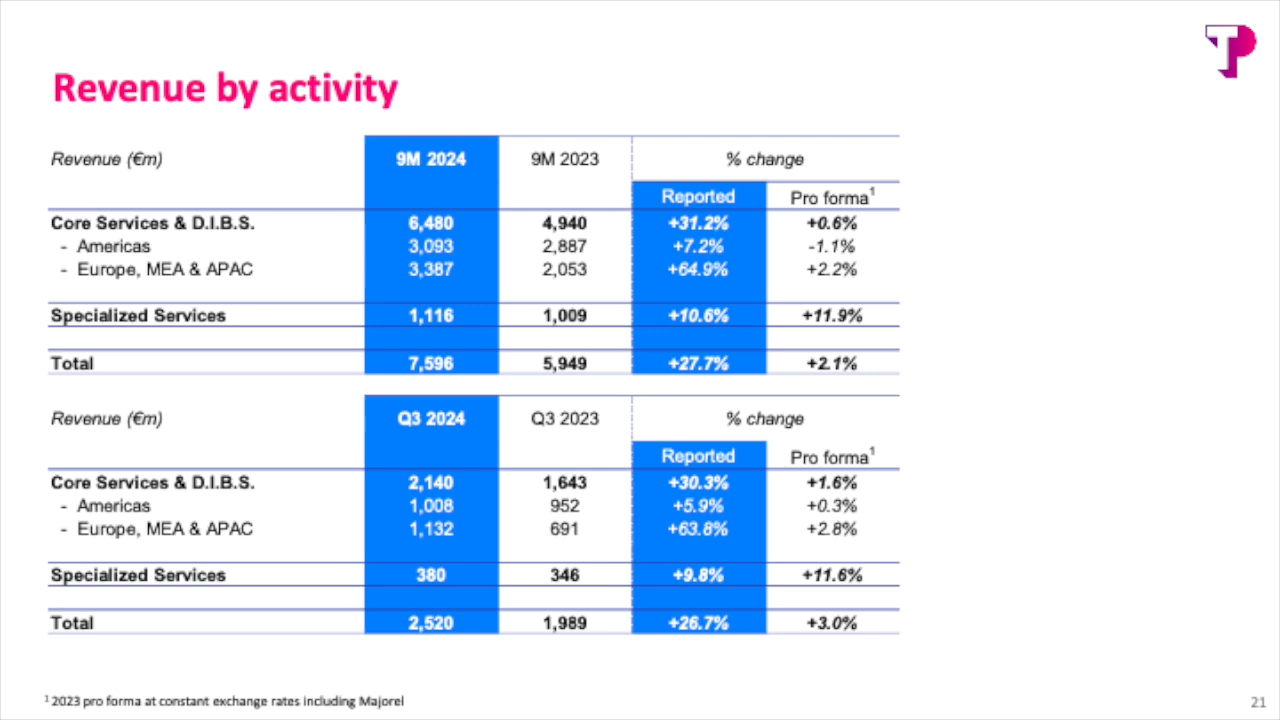 TP
Revenue by activity
Revenue (€m) 9M 2024 9M 2023 % change
Reported Pro forma¹
Core Services & D.I.B.S. 6,480 4,940 +31.2% +0.6%
- Americas 3,093 2,887 +7.2% -1.1%
- Europe, MEA & APAC 3,387 2,053 +64.9% +2.2%
Specialized Services 1,116 1,009 +10.6% +11.9%
Total 7,596 5,949 +27.7% +2.1%
Revenue (€m) Q3 2024 Q3 2023 % change
Reported Pro forma¹
Core Services & D.I.B.S. 2,140 1,643 +30.3% +1.6%
- Americas 1,008 952 +5.9% +0.3%
- Europe, MEA & APAC 1,132 691 +63.8% +2.8%
Specialized Services 380 346 +9.8% +11.6%
Total 2,520 1,989 +26.7% +3.0%
¹ 2023 pro forma at constant exchange rates including Majorel
21